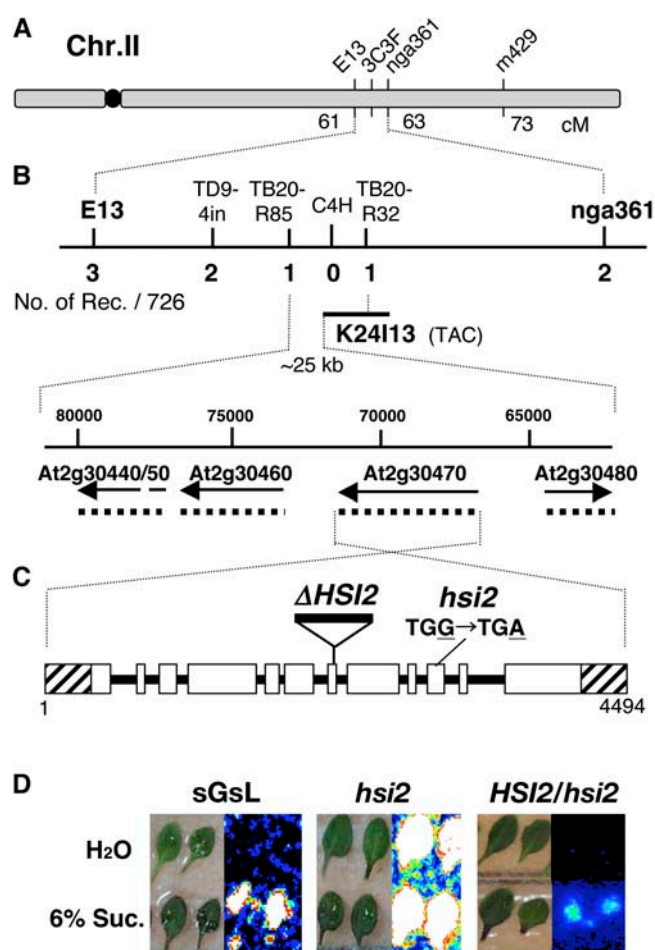 A
Chr.II
E13 3C3F nga361 m429
61 63 73 cM
B
E13 TD9-4in TB20-R85 C4H TB20-R32 nga361
3 2 1 0 1 2
No. of Rec. / 726
K24I13 (TAC)
~25 kb
80000 75000 70000 65000
At2g30440/50 At2g30460 At2g30470 At2g30480
C
ΔHSI2 hsi2
TGG→TGA
1 4494
D
sGsL hsi2 HSI2/hsi2
H2O
6% Suc.